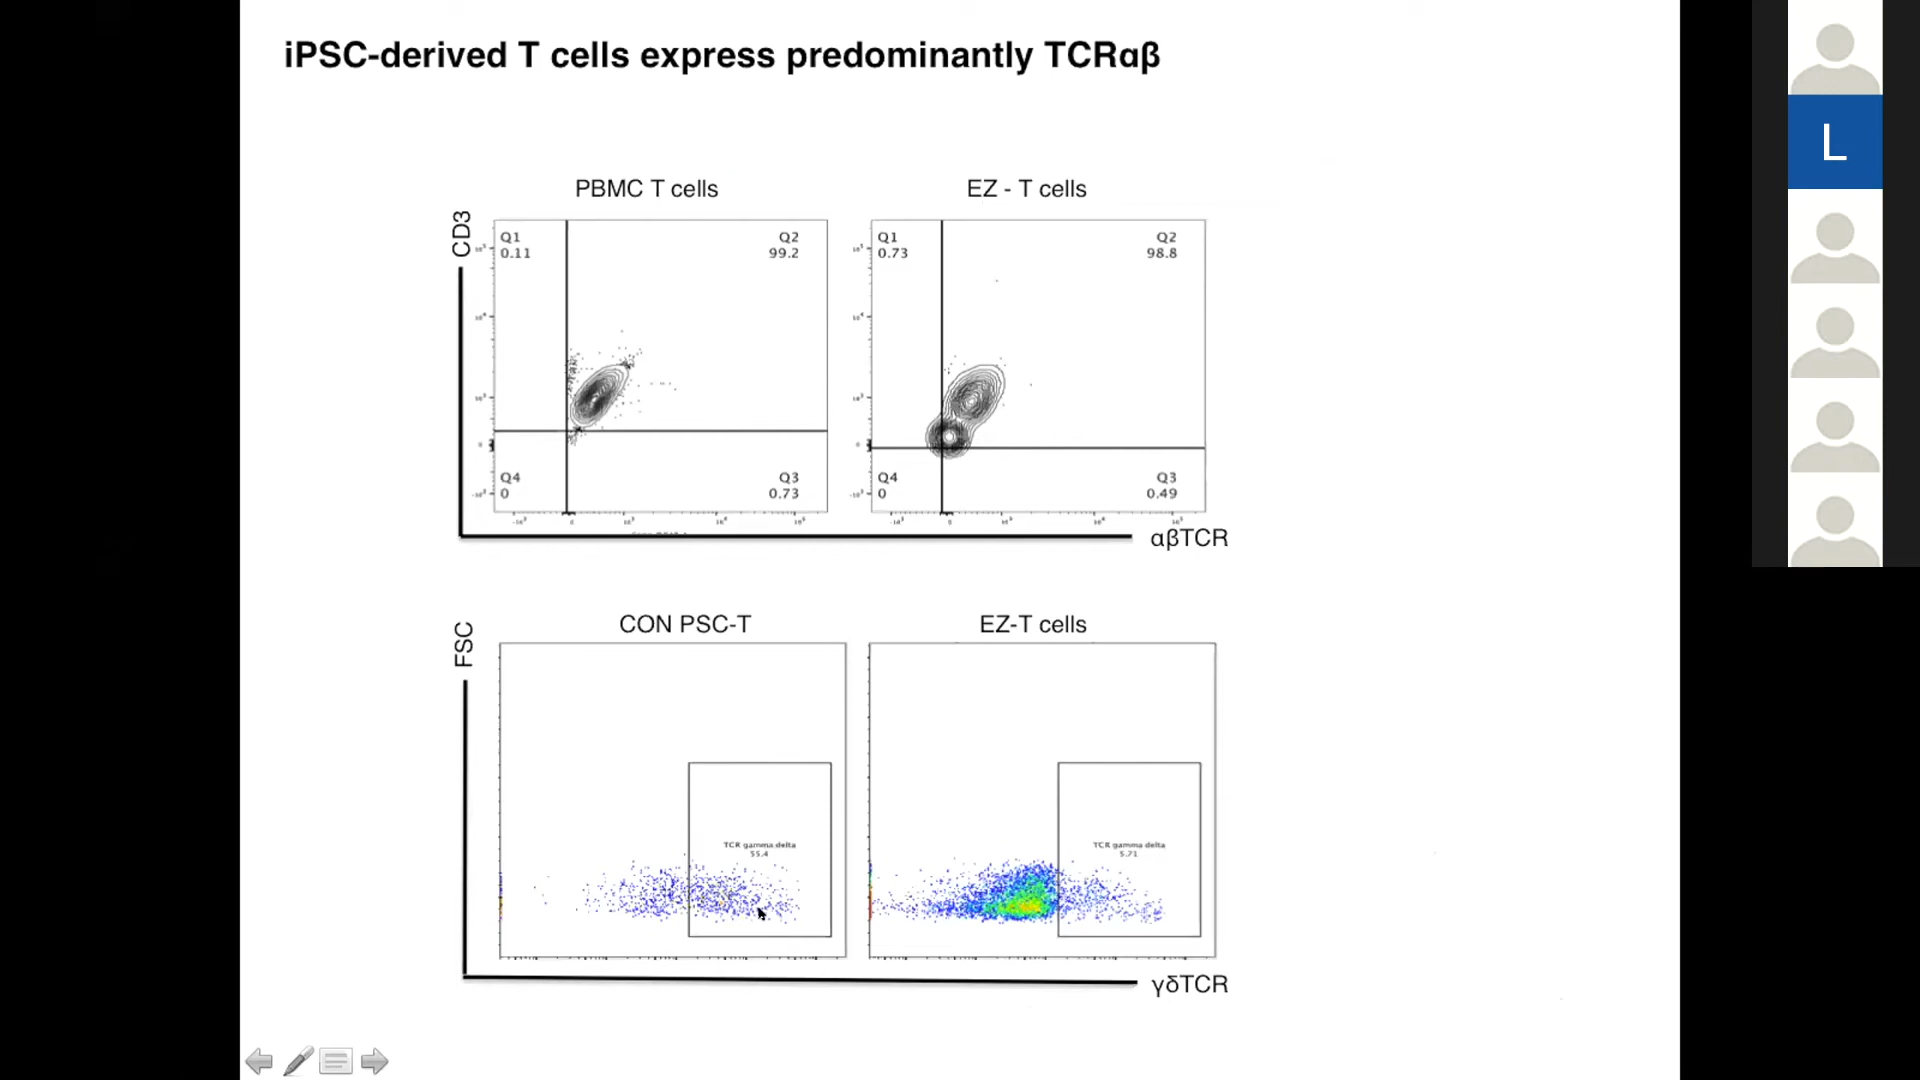 iPSC-derived T cells express predominantly TCRαβ
L
PBMC T cells
EZ - T cells
CD3
Q1
0.11
Q2
99.2
Q4
0
Q3
0.73
Q1
0.73
Q2
98.8
Q4
0
Q3
0.49
αβTCR
CON PSC-T
EZ-T cells
FSC
TCR gamma delta
55.4
TCR gamma delta
5.71
γδTCR